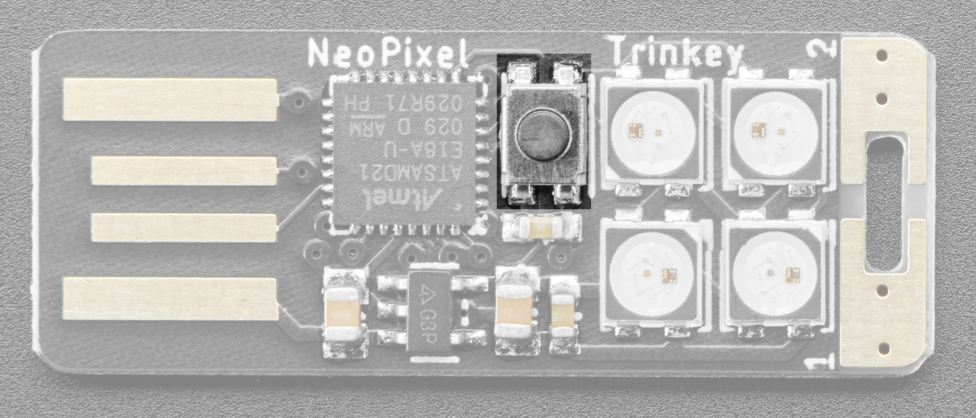 NeoPixel Trinkey
2
Atmel
ATSAMD21
E18A-U
029 D ARM
029R71 PH
G3P
1